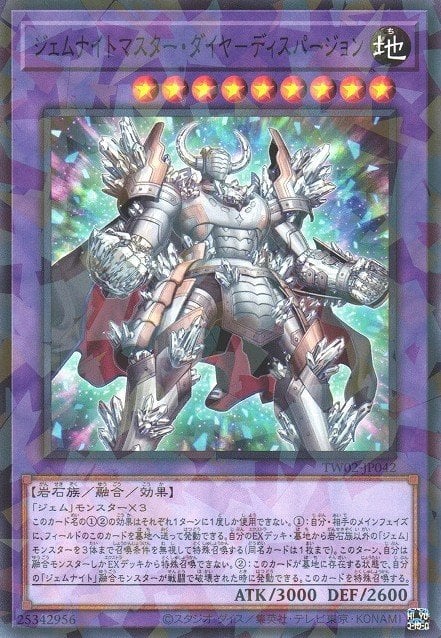 ジェムナイトマスター・ダイヤーディスパージョン
地
TW02-JP042
【岩石族／融合／効果】
「ジェム」モンスター×3
このカード名の①②の効果はそれぞれ1ターンに1度しか使用できない。①：自分・相手のメインフェイズ
に、フィールドのこのカードを墓地へ送って発動できる。自分のEXデッキ・墓地から岩石族以外の「ジェム」
モンスターを3体まで召喚条件を無視して特殊召喚する(同名カードは1枚まで)。このターン、自分は
融合モンスターしかEXデッキから特殊召喚できない。②：このカードが墓地に存在する状態で、自分
の「ジェムナイト」融合モンスターが戦闘で破壊された時に発動できる。このカードを特殊召喚する。
ATK/3000 DEF/2600
25342956
©スタジオ・ダイス／集英社・テレビ東京・KONAMI